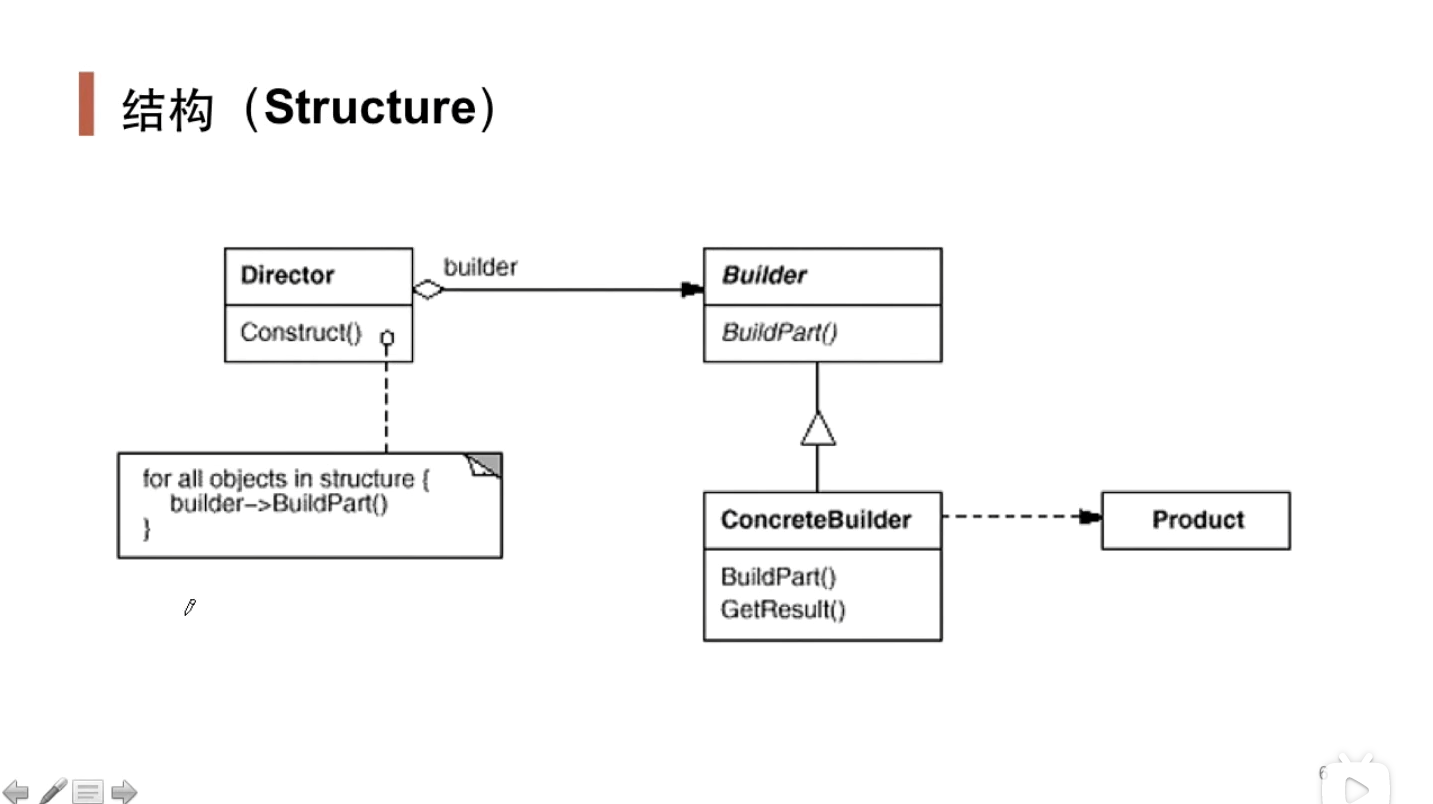 结构（Structure）
Director
builder
Builder
Construct()
BuildPart()
for all objects in structure {
builder->BuildPart()
}
ConcreteBuilder
Product
BuildPart()
GetResult()
6